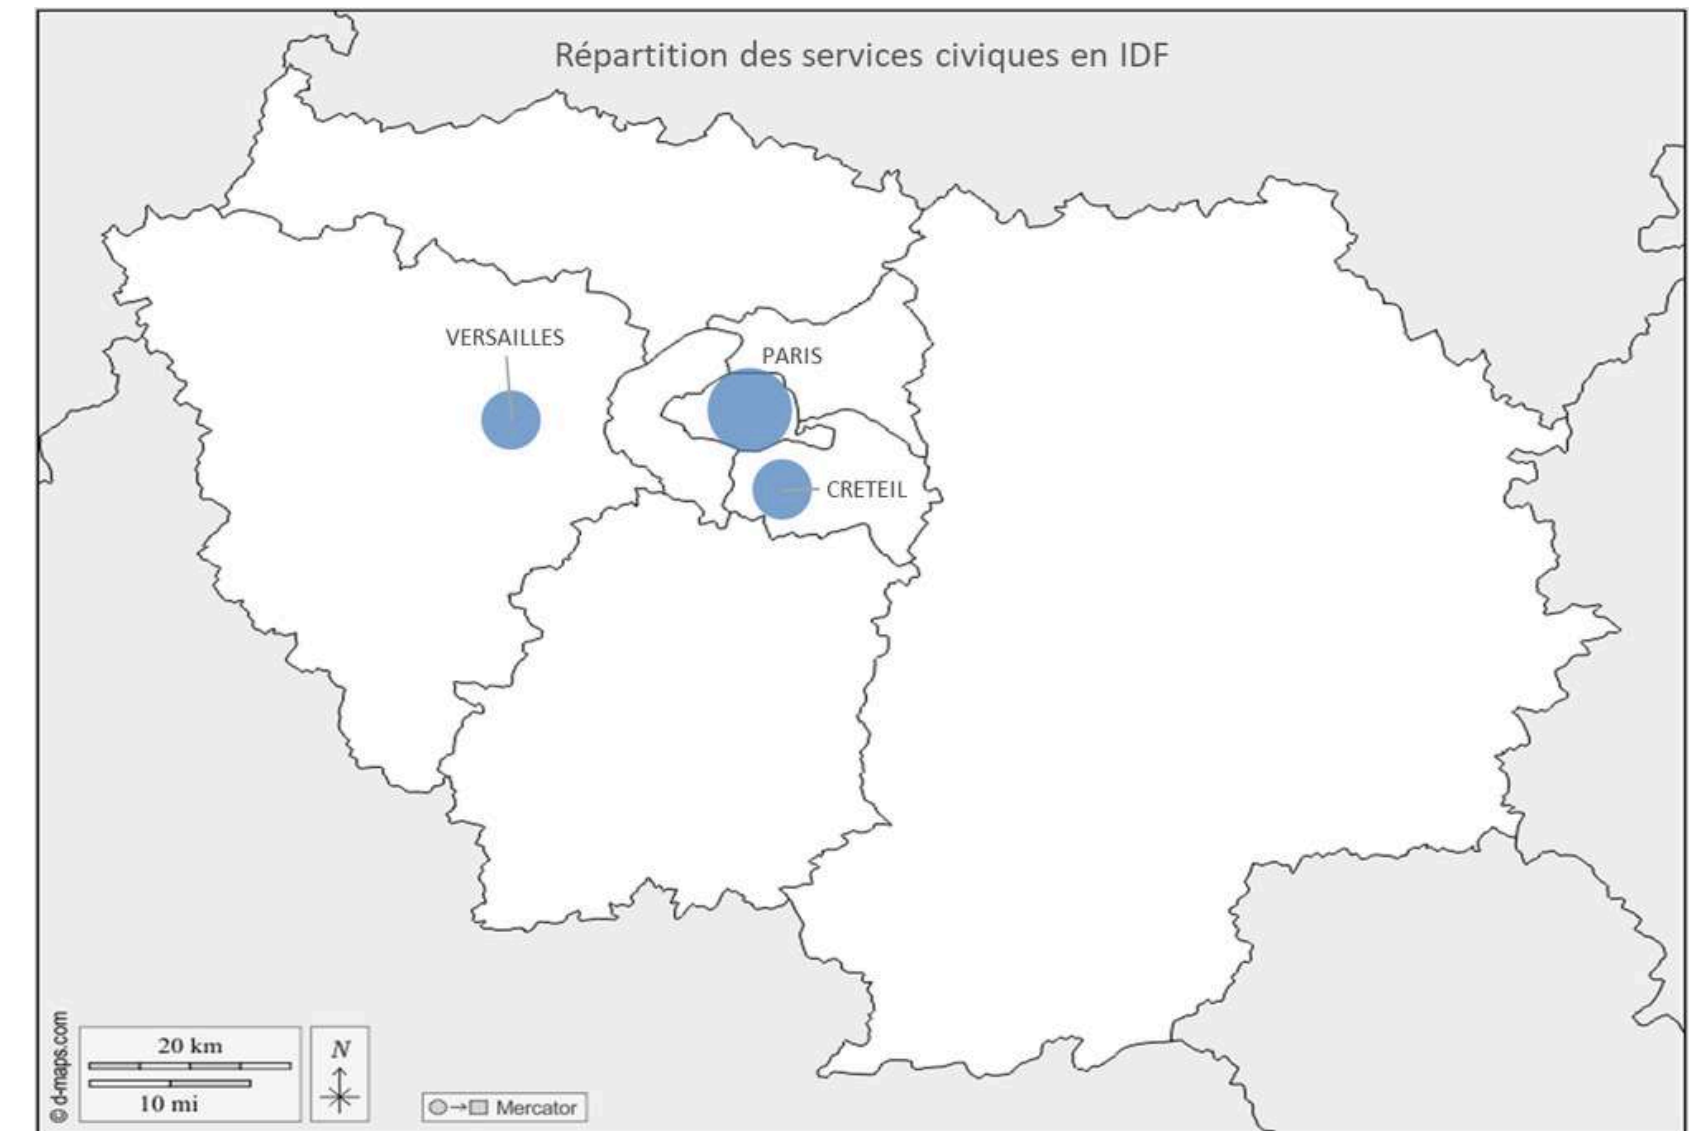 Répartition des services civiques en IDF
VERSAILLES
PARIS
CRETEIL
© d-maps.com
20 km
10 mi
N
Mercator